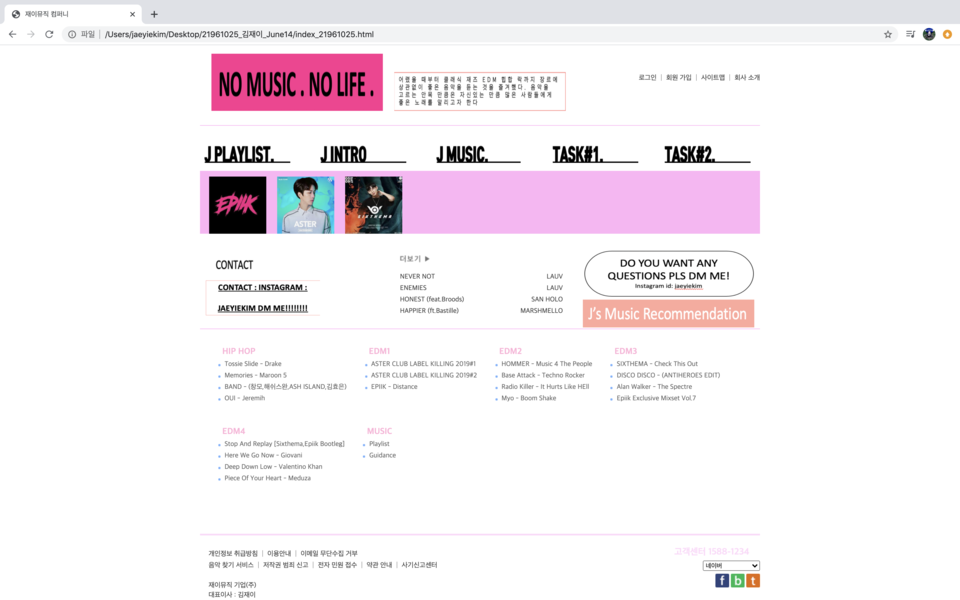 재이뮤직 컴퍼니
파일 | /Users/jaeyiekim/Desktop/21961025_김재이_June14/index_21961025.html
NO MUSIC . NO LIFE .
어렸을 때부터 클래식 재즈 EDM 힙합 락까지 장르에
상관없이 좋은 음악을 듣는 것을 즐겨했다. 음악을
고르는 안목 만큼은 자신있는 만큼 많은 사람들에게
좋은 노래를 알리고자 한다
로그인 | 회원 가입 | 사이트맵 | 회사 소개
J PLAYLIST. J INTRO J MUSIC. TASK#1. TASK#2.
EPIIK
ASTER
SIXTHEMA
CONTACT
CONTACT : INSTAGRAM :
JAEYIEKIM DM ME!!!!!!!!
더보기 ▶
NEVER NOT LAUV
ENEMIES LAUV
HONEST (feat.Broods) SAN HOLO
HAPPIER (ft.Bastille) MARSHMELLO
DO YOU WANT ANY
QUESTIONS PLS DM ME!
Instagram id: jaeyiekim
J's Music Recommendation
HIP HOP
Tossie Slide - Drake
Memories - Maroon 5
BAND - (창모,해쉬스완,ASH ISLAND,김효은)
OUI - Jeremih
EDM1
ASTER CLUB LABEL KILLING 2019#1
ASTER CLUB LABEL KILLING 2019#2
EPIIK - Distance
EDM2
HOMMER - Music 4 The People
Base Attack - Techno Rocker
Radio Killer - It Hurts Like HEll
Myo - Boom Shake
EDM3
SIXTHEMA - Check This Out
DISCO DISCO - (ANTIHEROES EDIT)
Alan Walker - The Spectre
Epiik Exclusive Mixset Vol.7
EDM4
Stop And Replay [Sixthema,Epiik Bootleg]
Here We Go Now - Giovani
Deep Down Low - Valentino Khan
Piece Of Your Heart - Meduza
MUSIC
Playlist
Guidance
개인정보 취급방침 | 이용안내 | 이메일 무단수집 거부
음악 찾기 서비스 | 저작권 범죄 신고 | 전자 민원 접수 | 약관 안내 | 사기신고센터
재이뮤직 기업(주)
대표이사 : 김재이
고객센터 1588-1234
네이버
f b t